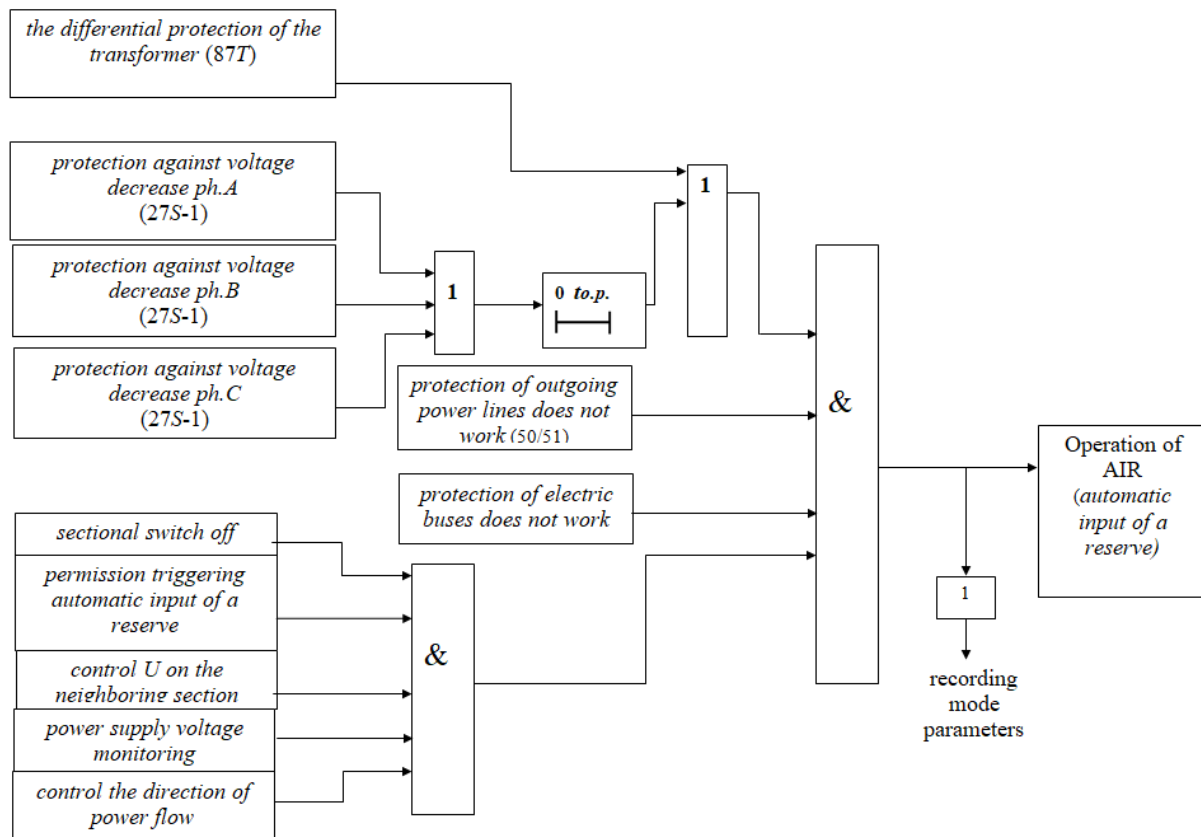 the differential protection of the
transformer (87T)
protection against voltage
decrease ph.A
(27S-1)
protection against voltage
decrease ph.B
(27S-1)
protection against voltage
decrease ph.C
(27S-1)
1
0 to.p.
1
protection of outgoing
power lines does not
work (50/51)
protection of electric
buses does not work
sectional switch off
permission triggering
automatic input of a
reserve
control U on the
neighboring section
power supply voltage
monitoring
control the direction of
power flow
&
&
Operation of
AIR
(automatic
input of a
reserve)
1
recording
mode
parameters